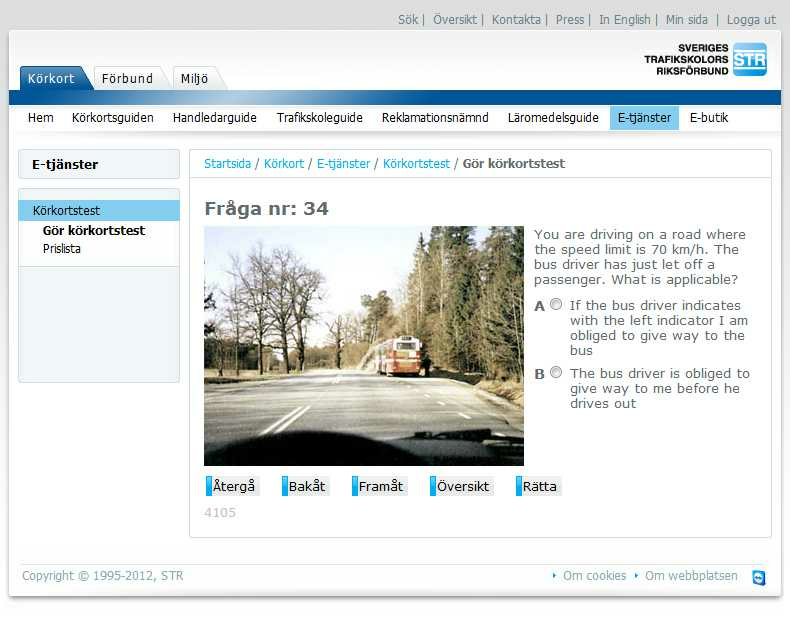 Sök | Översikt | Kontakta | Press | In English | Min sida | Logga ut
SVERIGES
TRAFIKSKOLORS
RIKSFÖRBUND
STR
Körkort Förbund Miljö
Hem Körkortsguiden Handledarguide Trafikskoleguide Reklamationsnämnd Läromedelsguide E-tjänster E-butik
E-tjänster
Körkortstest
Gör körkortstest
Prislista
Startsida / Körkort / E-tjänster / Körkortstest / Gör körkortstest
Fråga nr: 34
You are driving on a road where
the speed limit is 70 km/h. The
bus driver has just let off a
passenger. What is applicable?
A If the bus driver indicates
with the left indicator I am
obliged to give way to the
bus
B The bus driver is obliged to
give way to me before he
drives out
Återgå Bakåt Framåt Översikt Rätta
4105
Copyright © 1995-2012, STR
Om cookies Om webbplatsen